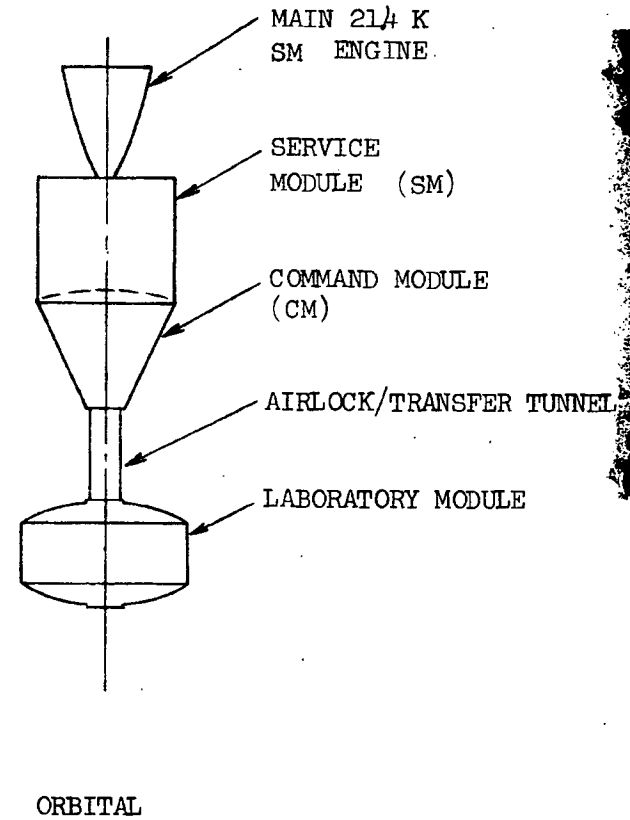 MAIN 21.4 K
SM ENGINE
SERVICE
MODULE (SM)
COMMAND MODULE
(CM)
AIRLOCK/TRANSFER TUNNEL
LABORATORY MODULE
ORBITAL